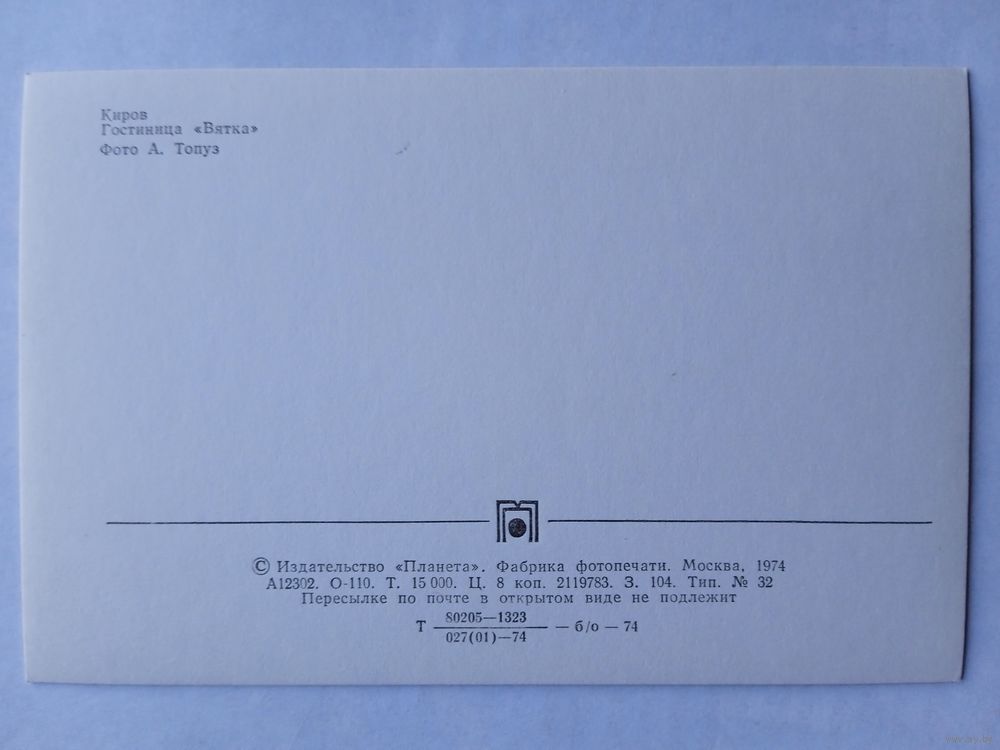 Киров
Гостиница «Вятка»
Фото А. Топуз
© Издательство «Планета». Фабрика фотопечати. Москва, 1974
А12302. О-110. Т. 15 000. Ц. 8 коп. 2119783. З. 104. Тип. № 32
Пересылке по почте в открытом виде не подлежит
Т 80205—1323 / 027(01)—74 — б/о — 74